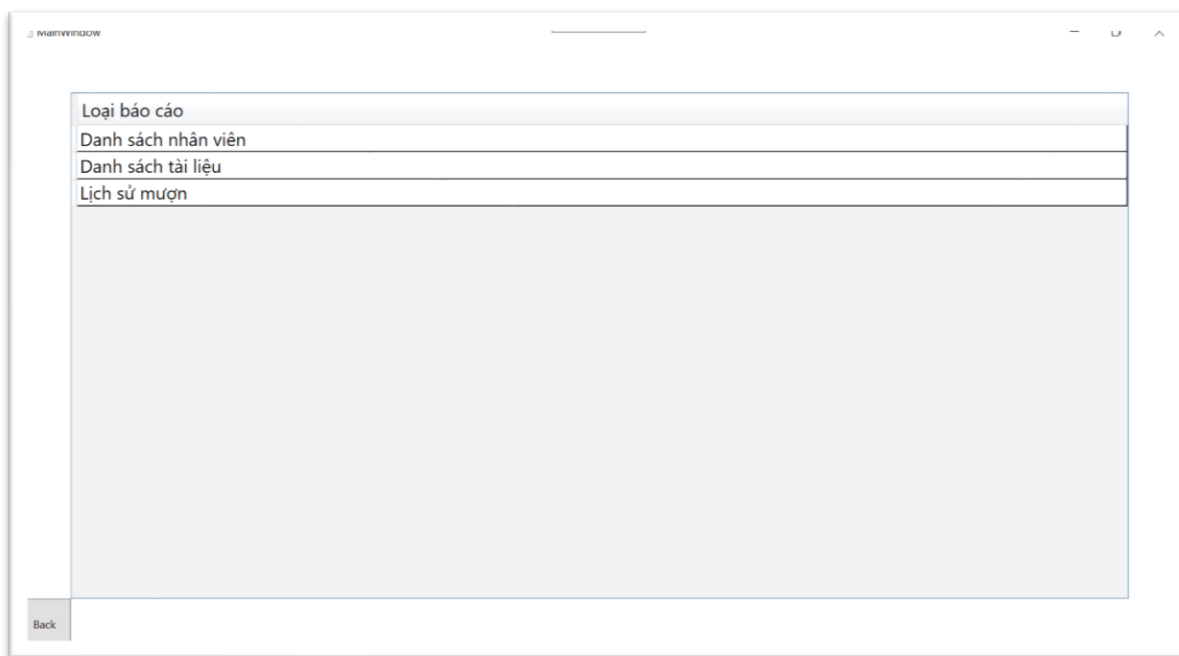 MainWindow
Loại báo cáo
Danh sách nhân viên
Danh sách tài liệu
Lịch sử mượn
Back